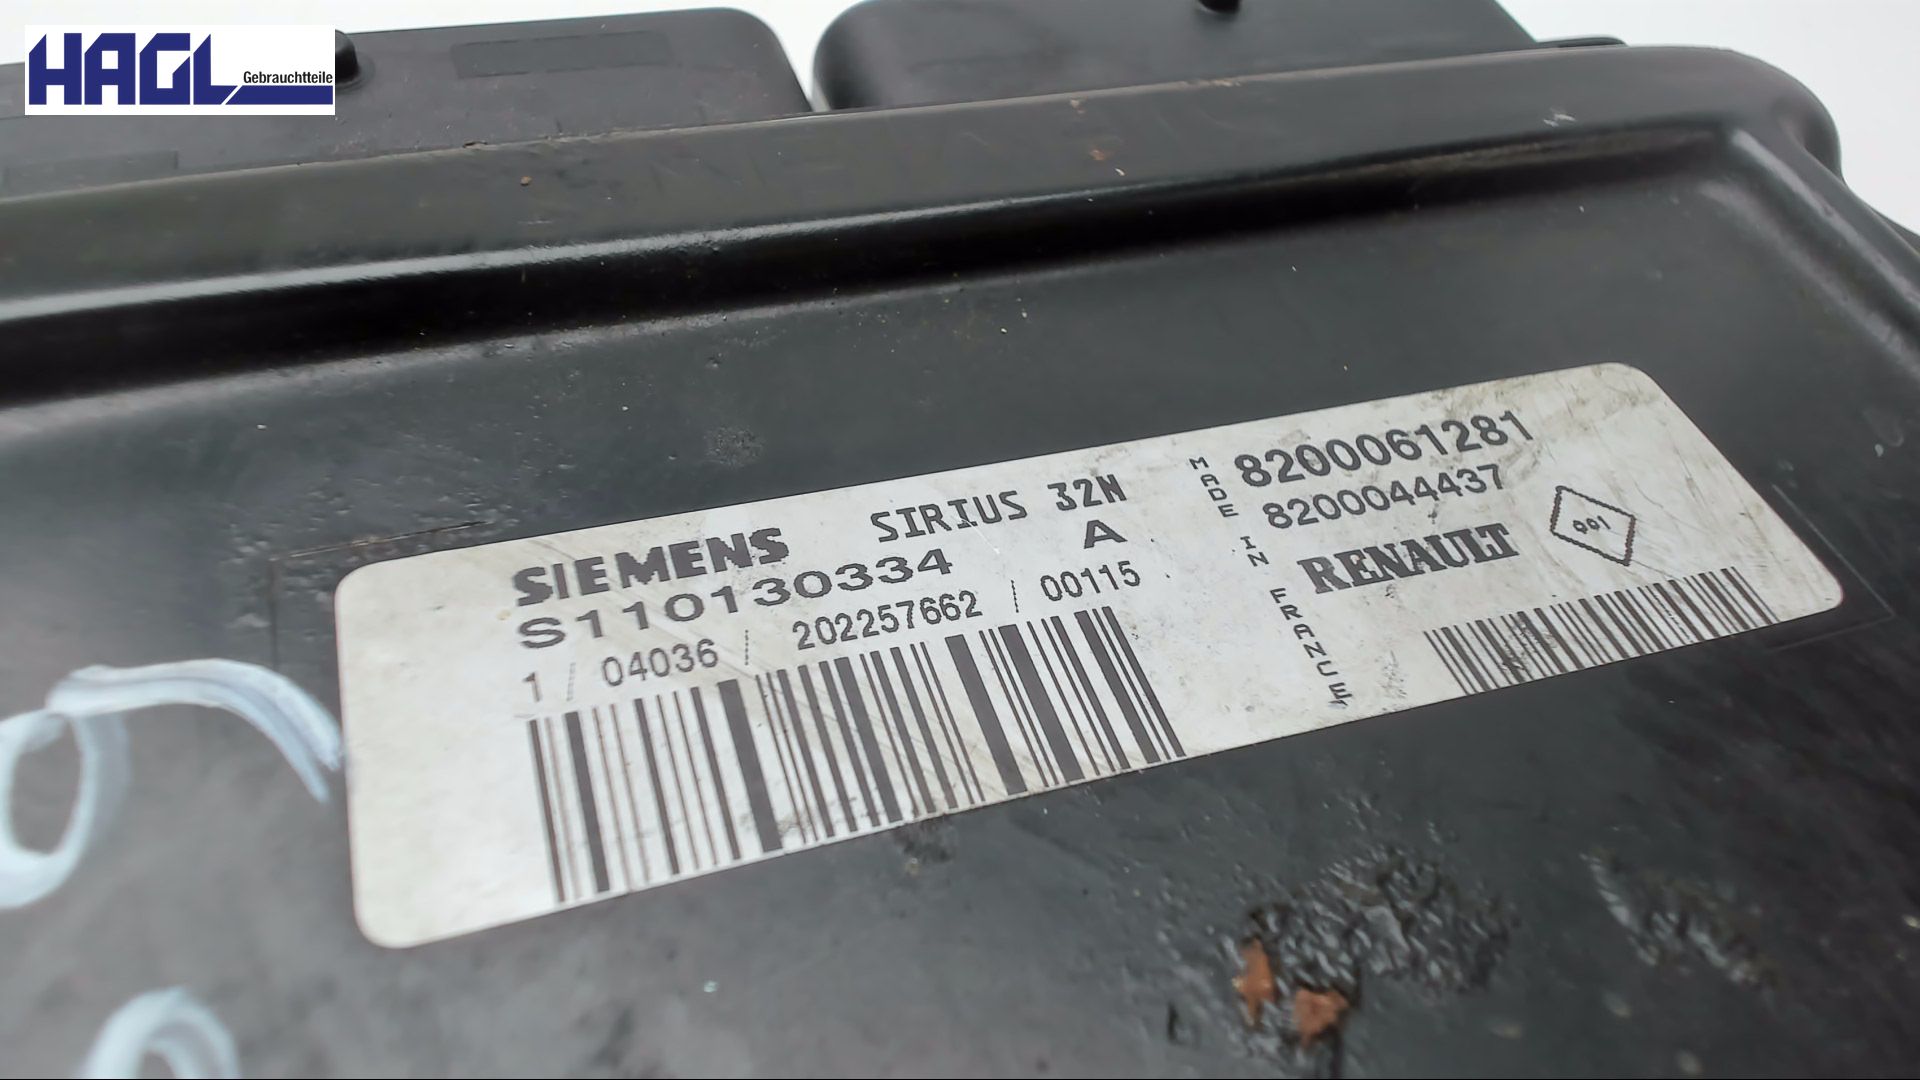 HAGL
Gebrauchtteile
SIEMENS SIRIUS 32N
S110130334 A
1 / 04036 / 202257662 / 00115
MADE IN FRANCE
8200061281
8200044437
RENAULT
001